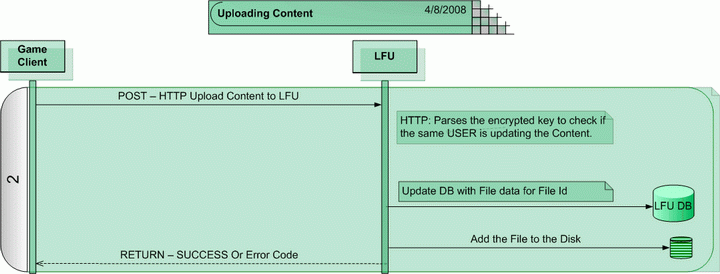 Uploading Content
4/8/2008
Game
Client
LFU
POST – HTTP Upload Content to LFU
HTTP: Parses the encrypted key to check if
the same USER is updating the Content.
2
Update DB with File data for File Id
LFU DB
Add the File to the Disk
RETURN – SUCCESS Or Error Code